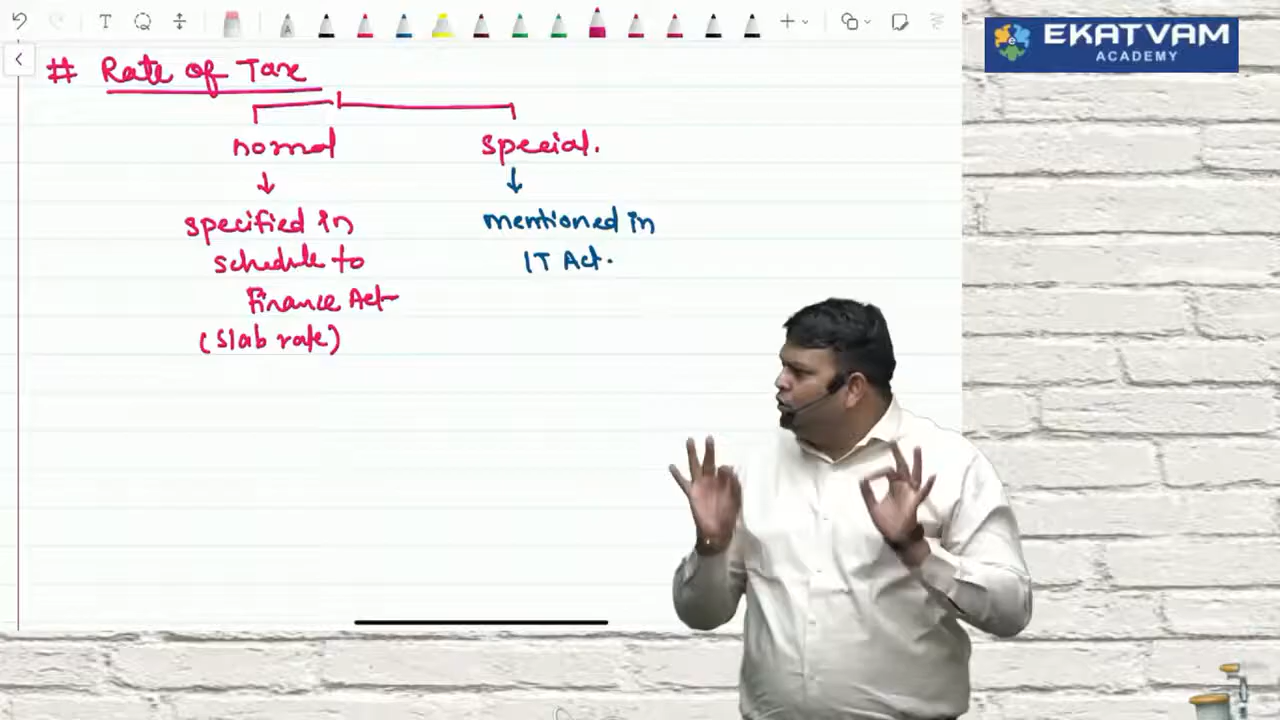 EKATVAM
ACADEMY
# Rate of Tax
normal
special.
specified in
schedule to
Finance Act
(Slab rate)
mentioned in
IT Act.